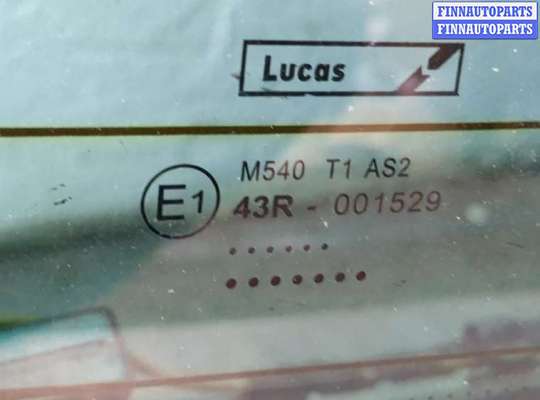 FINNAUTOPARTS
FINNAUTOPARTS
Lucas
M540 T1 AS2
E1 43R - 001529